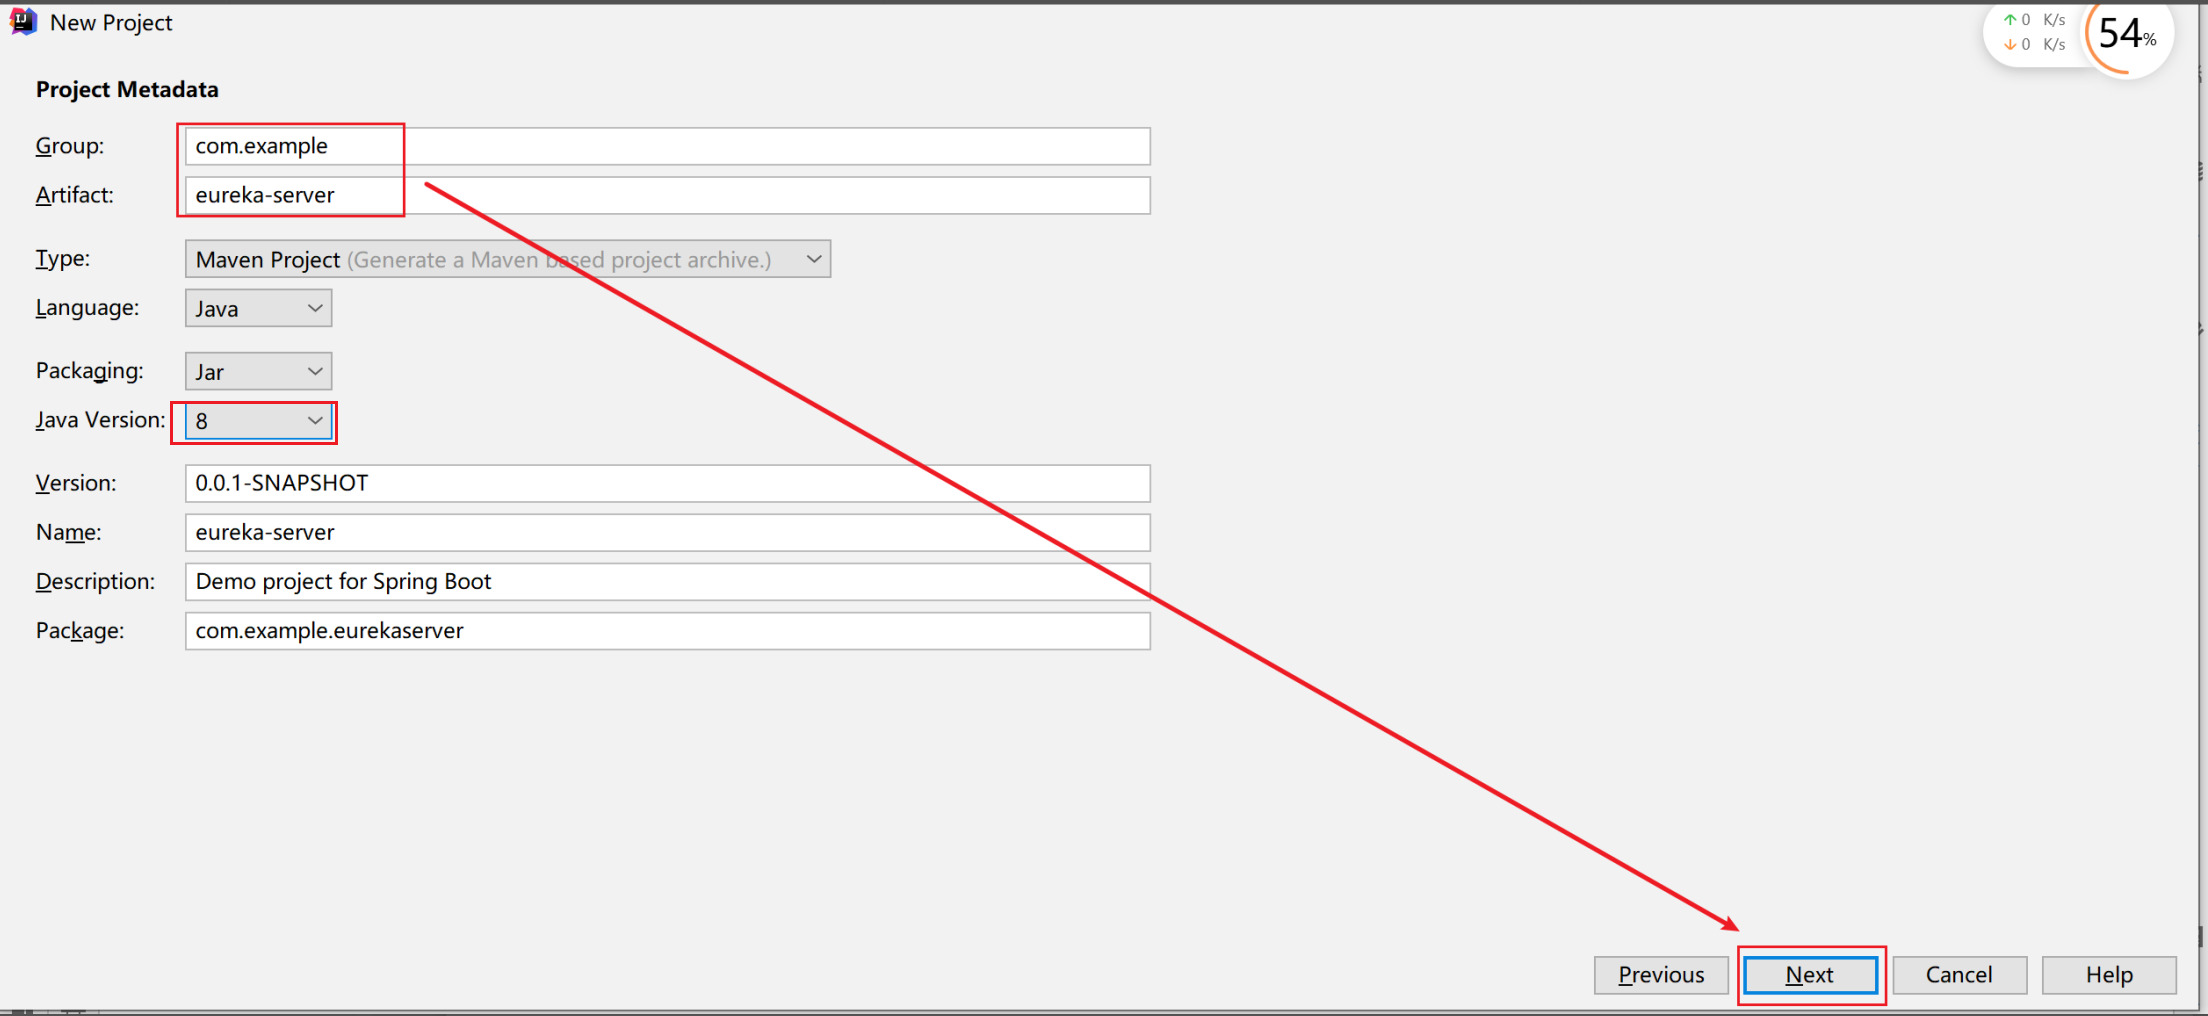 New Project
↑ 0 K/s
↓ 0 K/s
54%
Project Metadata
Group: com.example
Artifact: eureka-server
Type: Maven Project (Generate a Maven based project archive.)
Language: Java
Packaging: Jar
Java Version: 8
Version: 0.0.1-SNAPSHOT
Name: eureka-server
Description: Demo project for Spring Boot
Package: com.example.eurekaserver
Previous Next Cancel Help